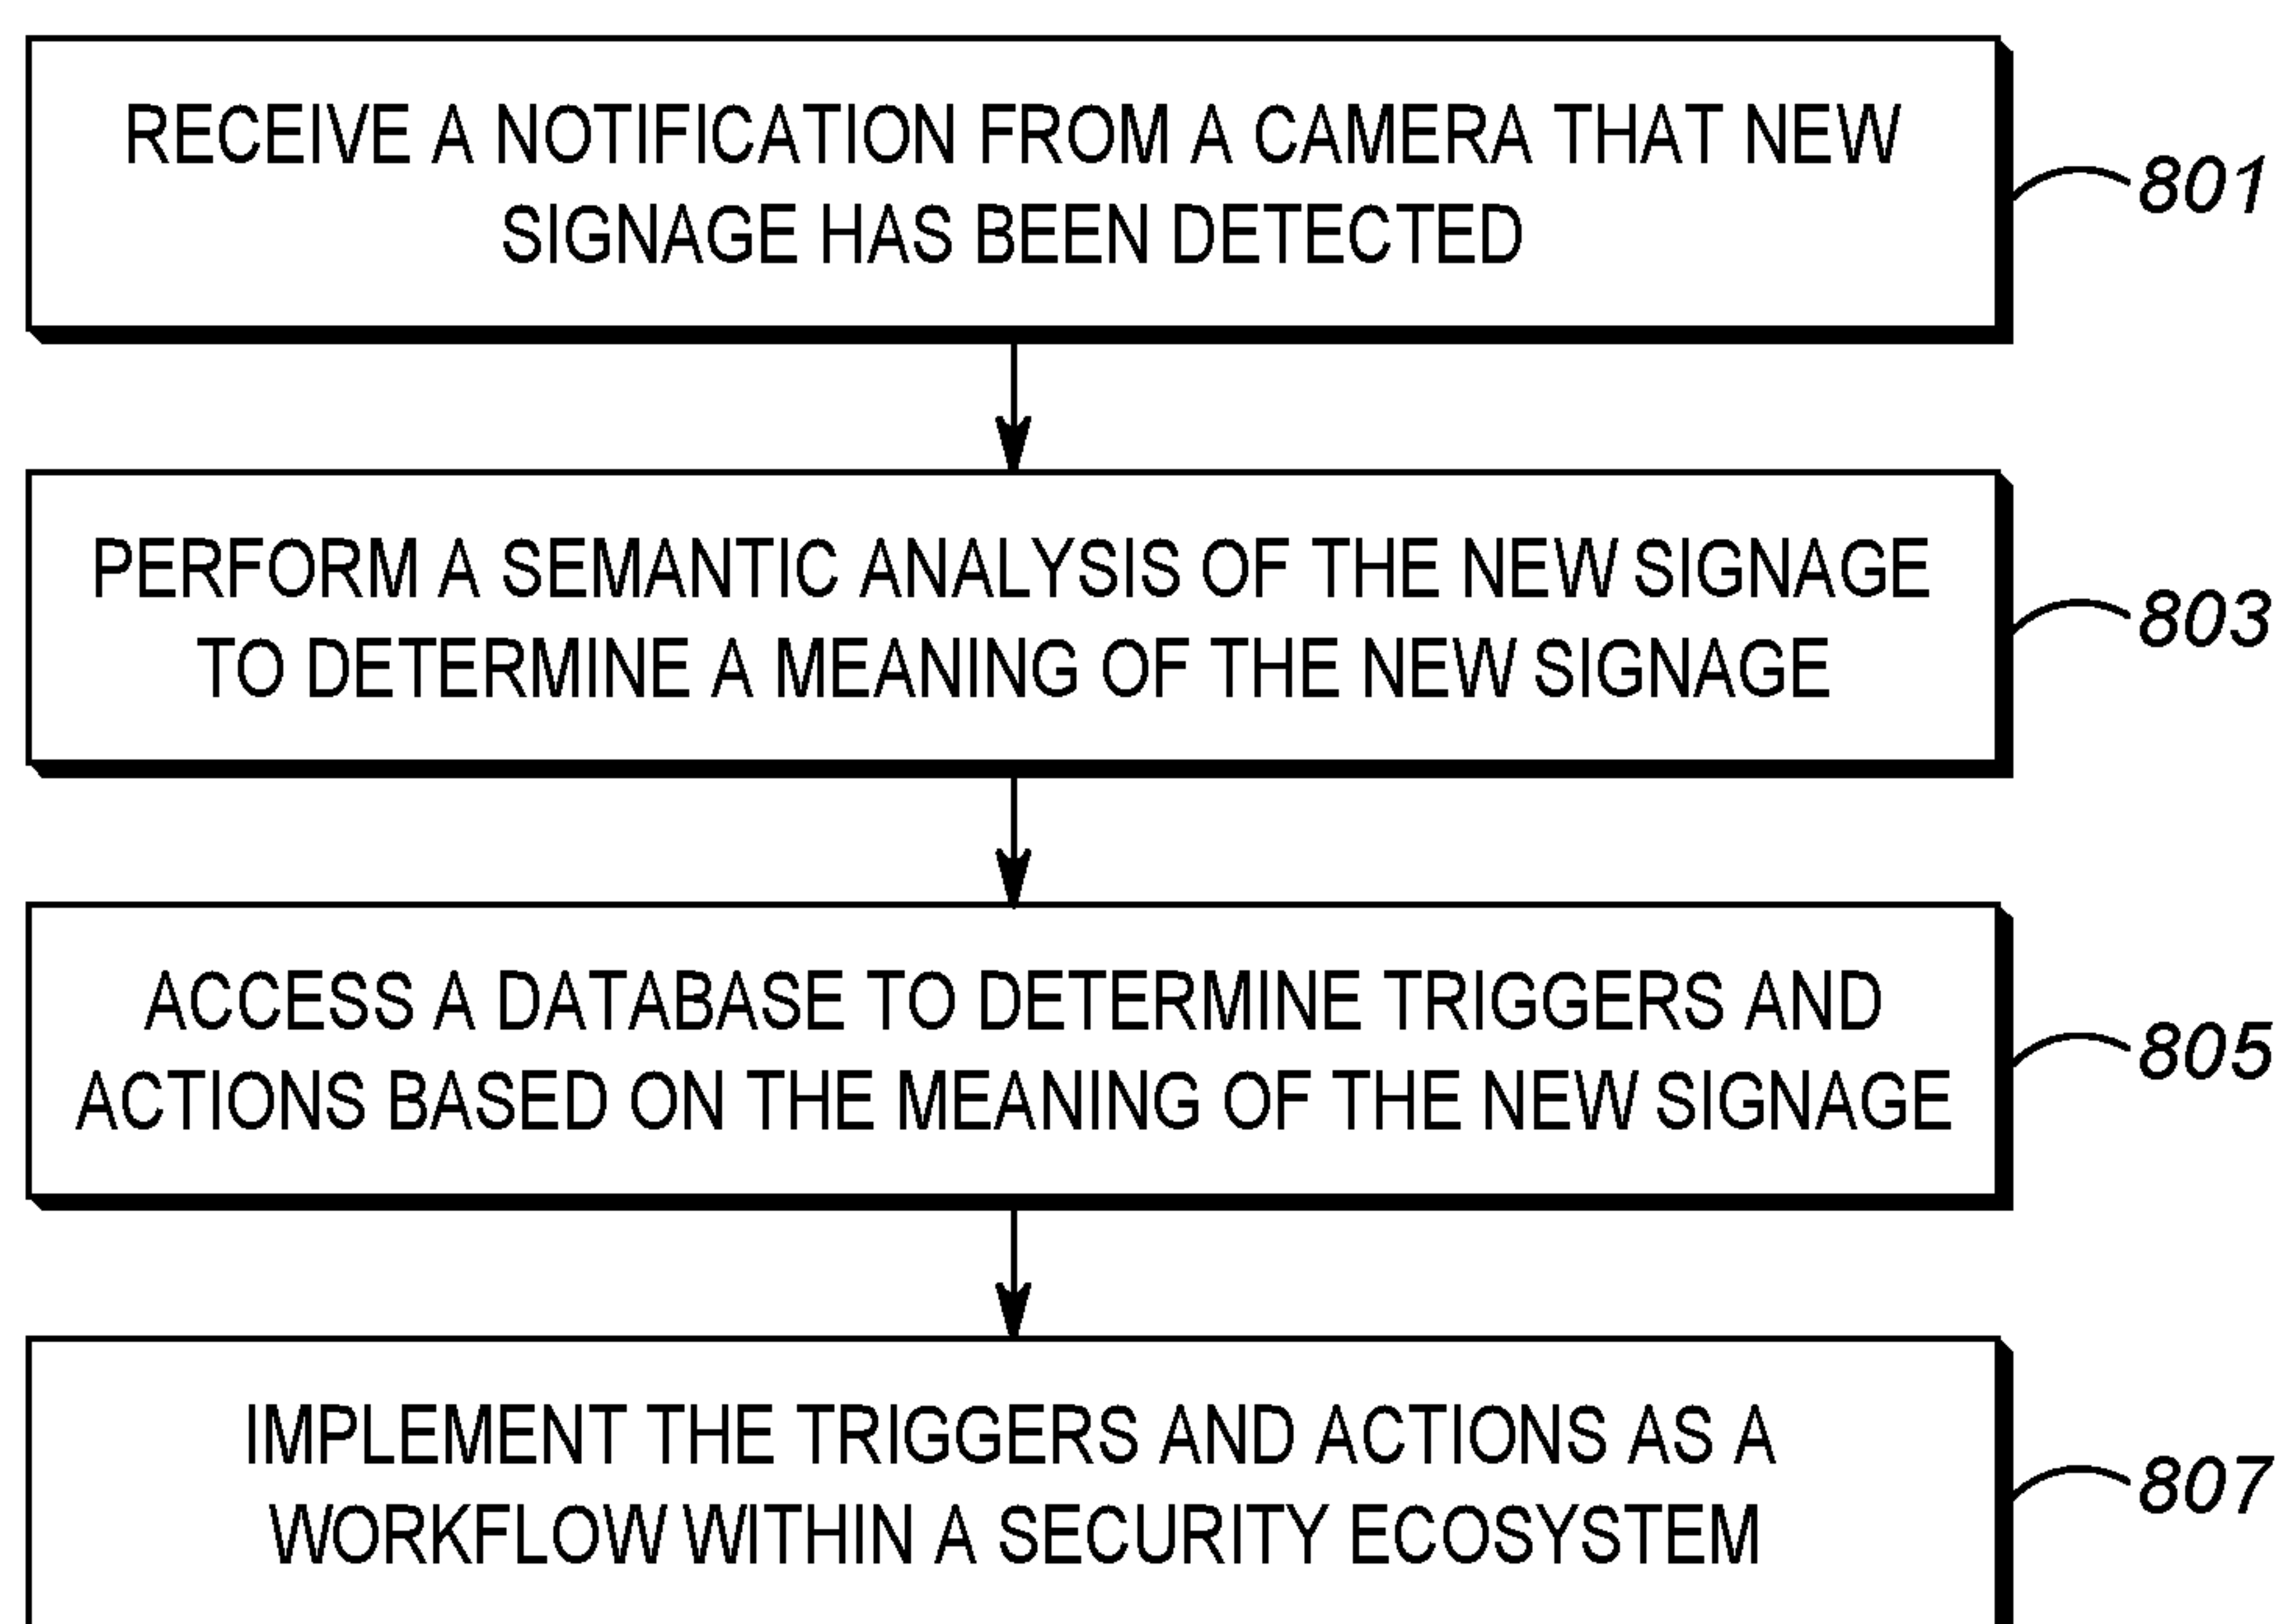 RECEIVE A NOTIFICATION FROM A CAMERA THAT NEW
SIGNAGE HAS BEEN DETECTED
801
PERFORM A SEMANTIC ANALYSIS OF THE NEW SIGNAGE
TO DETERMINE A MEANING OF THE NEW SIGNAGE
803
ACCESS A DATABASE TO DETERMINE TRIGGERS AND
ACTIONS BASED ON THE MEANING OF THE NEW SIGNAGE
805
IMPLEMENT THE TRIGGERS AND ACTIONS AS A
WORKFLOW WITHIN A SECURITY ECOSYSTEM
807